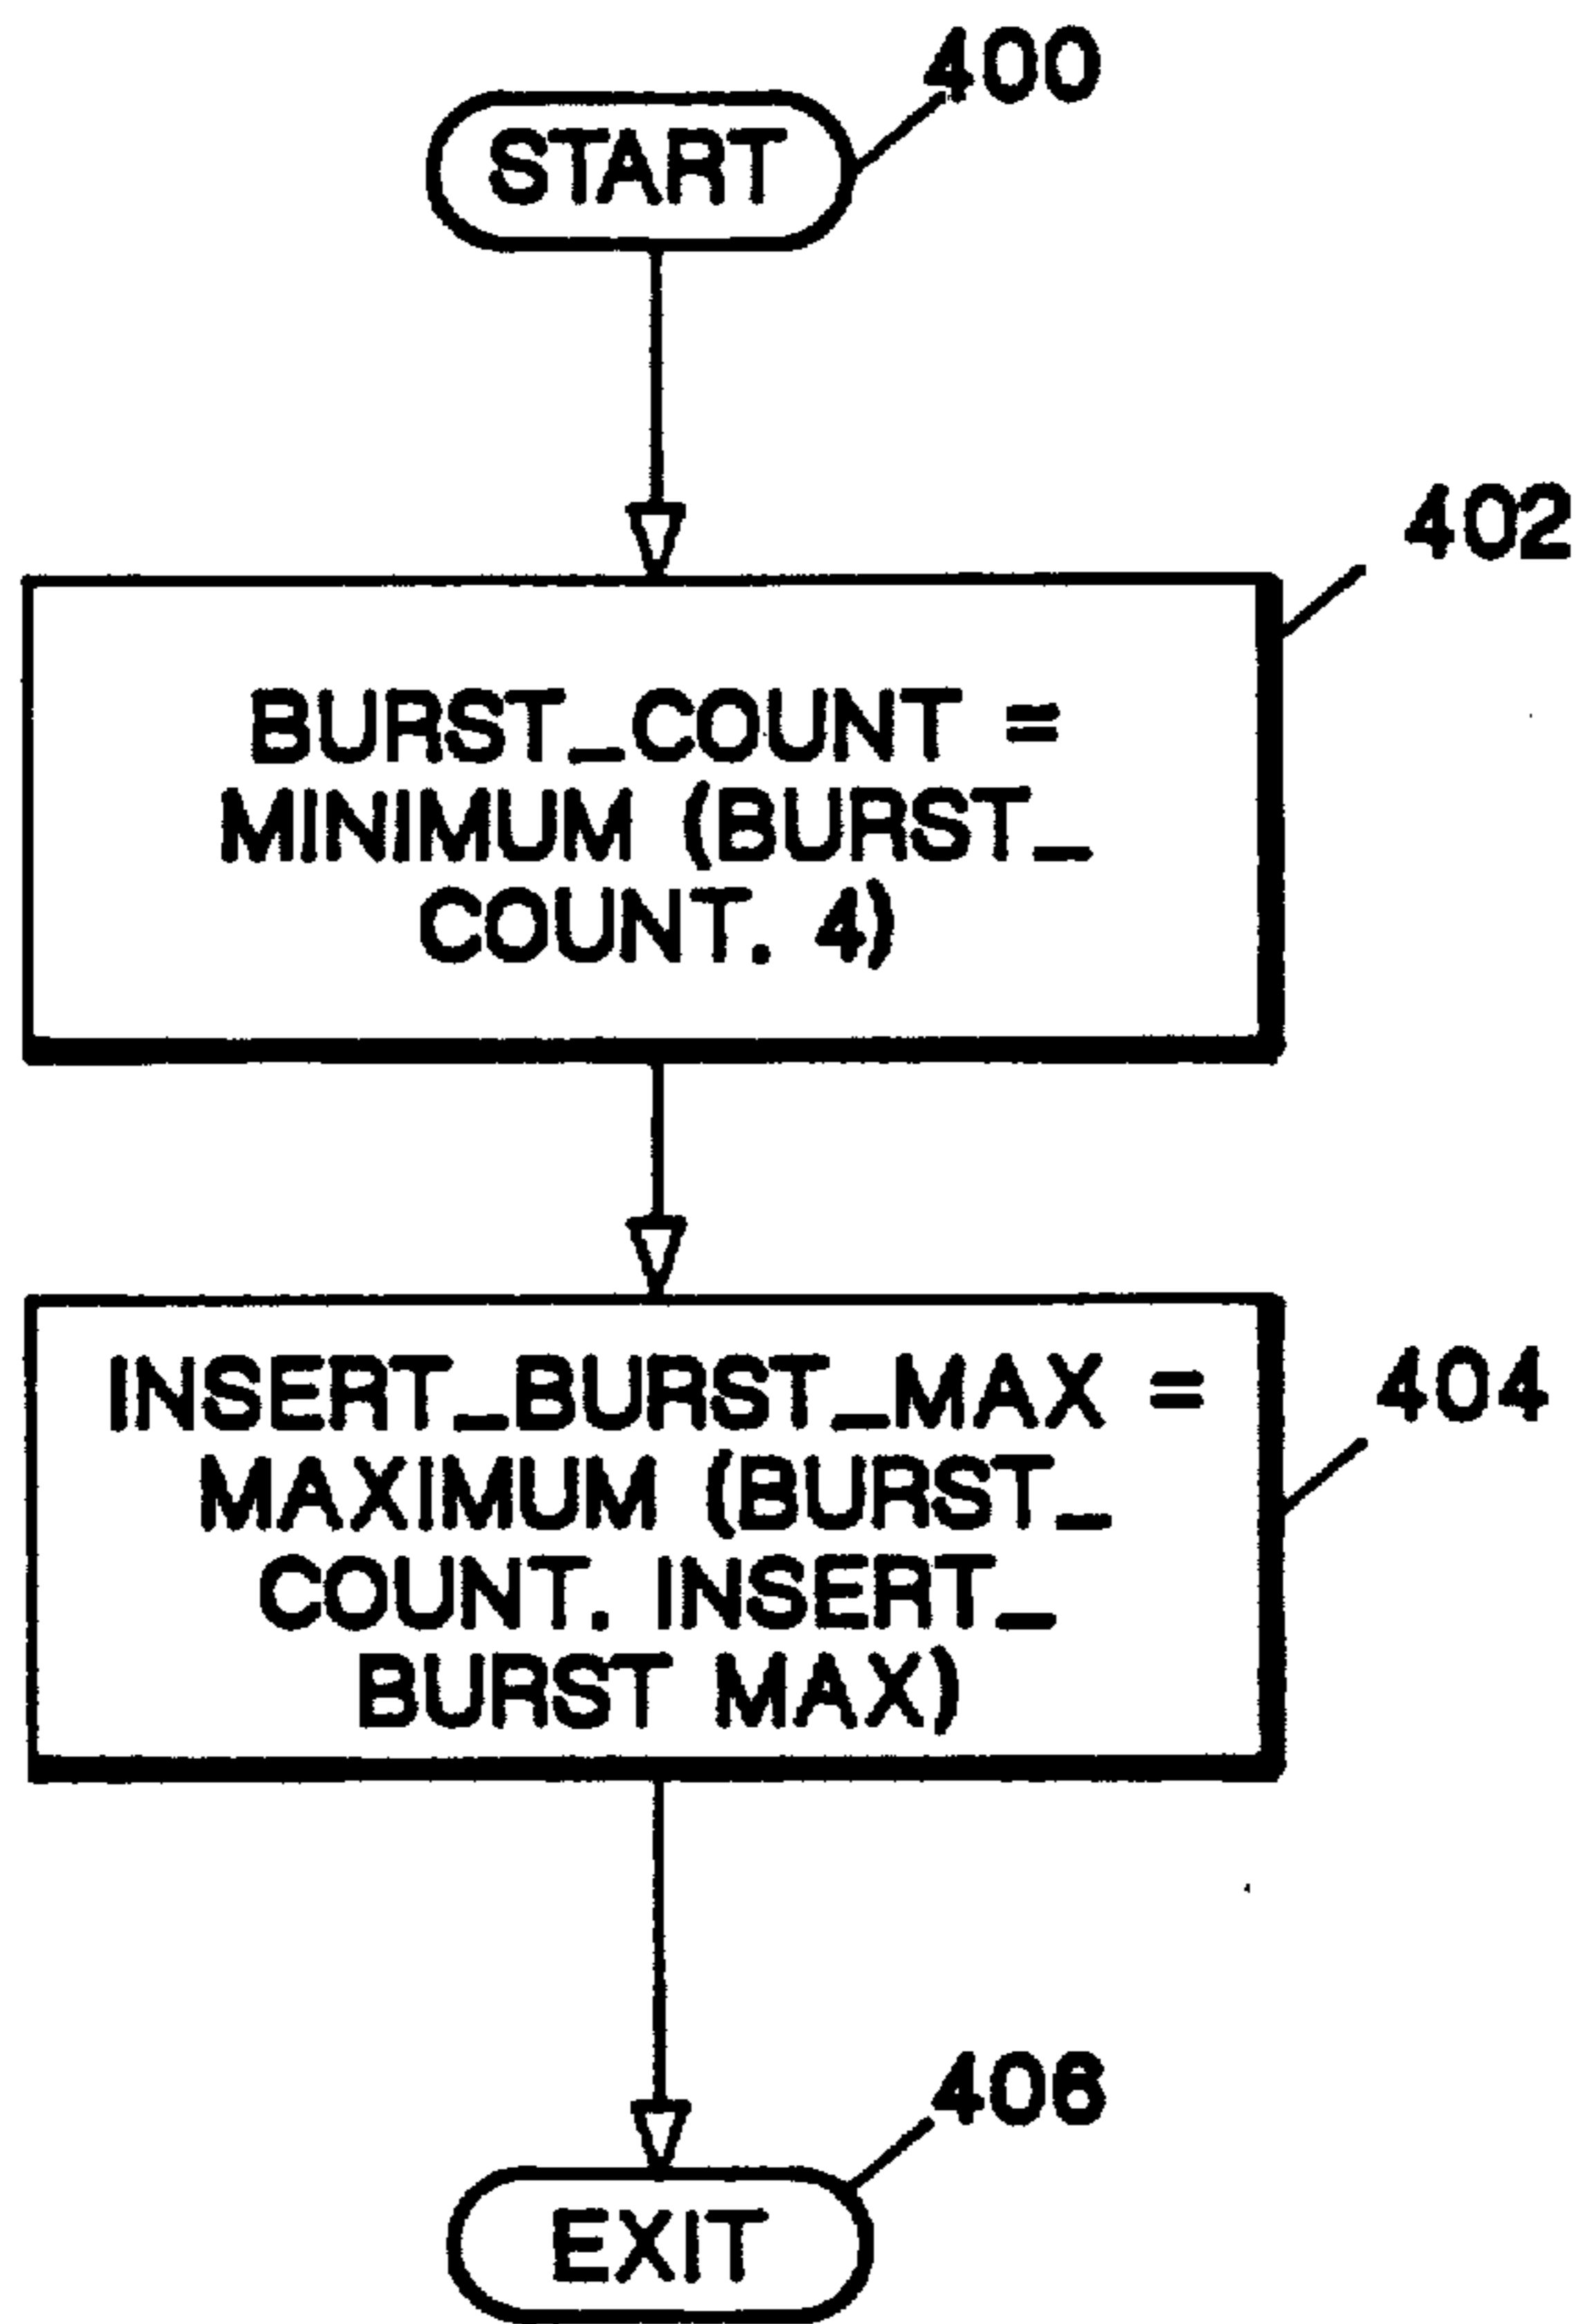 400
START
402
BURST_COUNT =
MINIMUM (BURST_
COUNT. 4)
INSERT_BURST_MAX =
404
MAXIMUM (BURST_
COUNT. INSERT_
BURST MAX)
406
EXIT